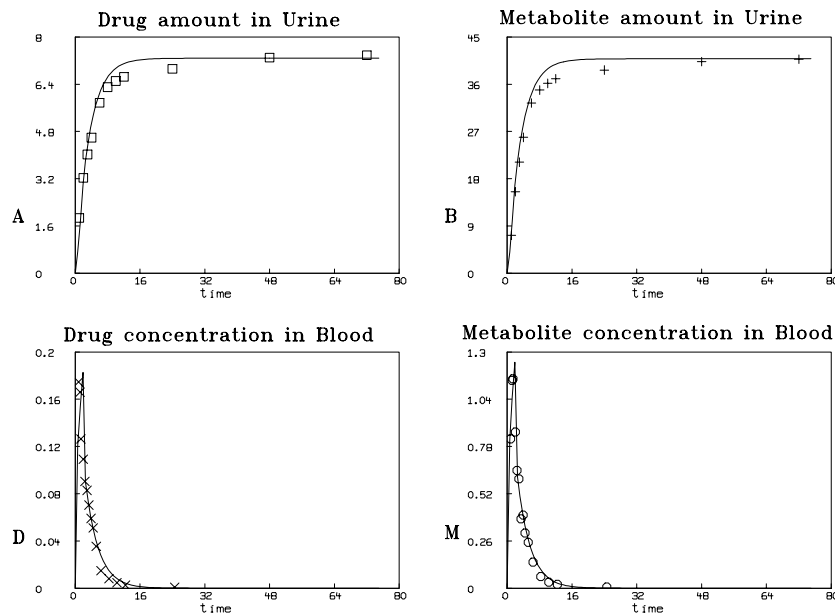 Drug amount in Urine
8
6.4
4.8
3.2
1.6
0
A
0 16 32 48 64 80
time
Metabolite amount in Urine
45
36
27
18
9
0
B
0 16 32 48 64 80
time
Drug concentration in Blood
0.2
0.16
0.12
0.08
0.04
0
D
0 16 32 48 64 80
time
Metabolite concentration in Blood
1.3
1.04
0.78
0.52
0.26
0
M
0 16 32 48 64 80
time